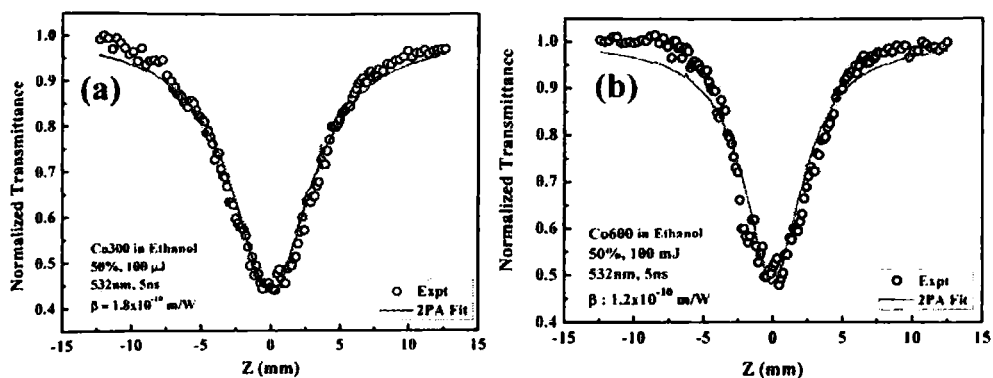 (a)
Normalized Transmittance
1.0
0.9
0.8
0.7
0.6
0.5
0.4
Co300 in Ethanol
50%, 100 μJ
532nm, 5ns
β = 1.8x10⁻¹⁰ m/W
Expt
2PA Fit
-15 -10 -5 0 5 10 15
Z (mm)
(b)
Normalized Transmittance
1.0
0.9
0.8
0.7
0.6
0.5
0.4
Co600 in Ethanol
50%, 100 mJ
532nm, 5ns
β : 1.2x10⁻¹⁰ m/W
Expt
2PA Fit
-15 -10 -5 0 5 10 15
Z (mm)